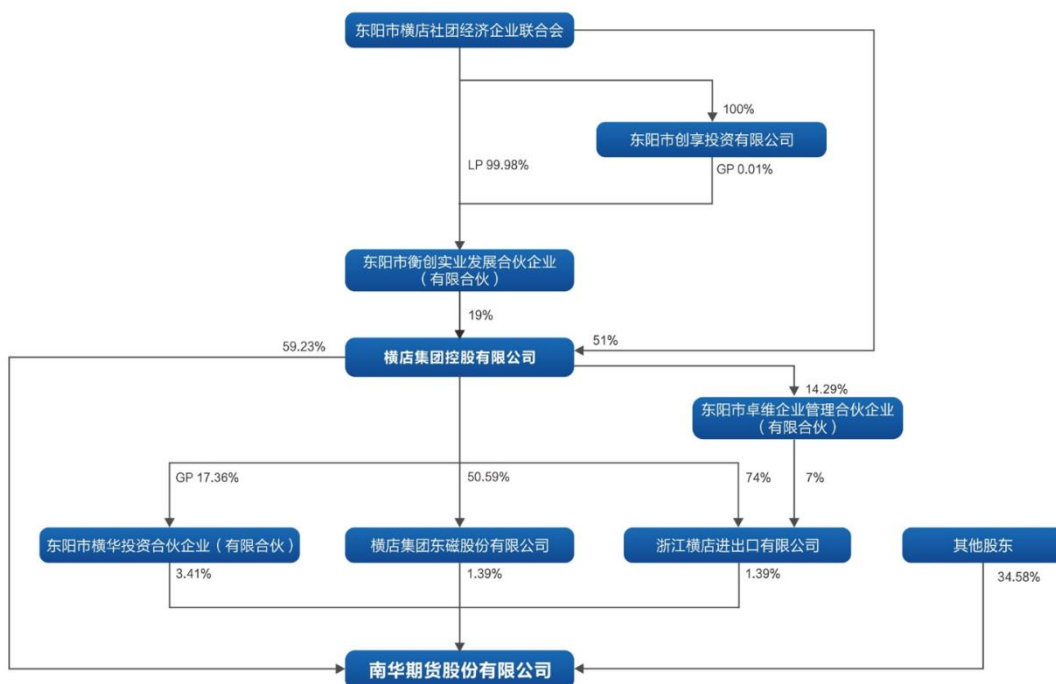 东阳市横店社团经济企业联合会
100%
东阳市创享投资有限公司
LP 99.98%
GP 0.01%
东阳市衡创实业发展合伙企业
（有限合伙）
19%
59.23%
横店集团控股有限公司
51%
14.29%
东阳市卓维企业管理合伙企业
（有限合伙）
GP 17.36%
50.59%
74%
7%
东阳市横华投资合伙企业（有限合伙）
横店集团东磁股份有限公司
浙江横店进出口有限公司
其他股东
3.41%
1.39%
1.39%
34.58%
南华期货股份有限公司